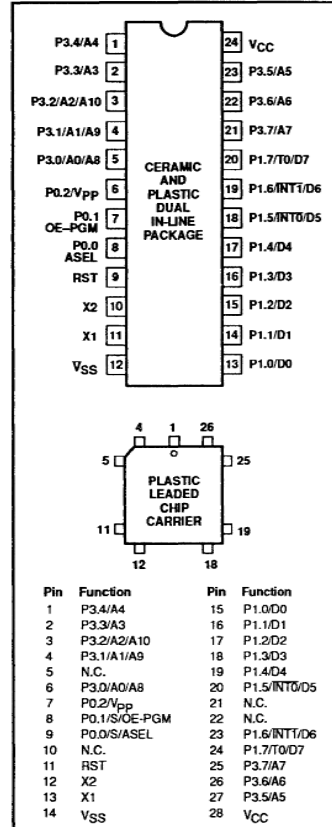 P3.4/A4 1 24 VCC
P3.3/A3 2 23 P3.5/A5
P3.2/A2/A10 3 22 P3.6/A6
P3.1/A1/A9 4 21 P3.7/A7
P3.0/A0/A8 5 20 P1.7/T0/D7
P0.2/VPP 6 19 P1.6/INT1/D6
P0.1
OE–PGM 7 18 P1.5/INT0/D5
P0.0
ASEL 8 17 P1.4/D4
RST 9 16 P1.3/D3
X2 10 15 P1.2/D2
X1 11 14 P1.1/D1
VSS 12 13 P1.0/D0
CERAMIC
AND
PLASTIC
DUAL
IN-LINE
PACKAGE
4 1 26
5 25
PLASTIC
LEADED
CHIP
CARRIER
11 19
12 18
Pin Function Pin Function
1 P3.4/A4 15 P1.0/D0
2 P3.3/A3 16 P1.1/D1
3 P3.2/A2/A10 17 P1.2/D2
4 P3.1/A1/A9 18 P1.3/D3
5 N.C. 19 P1.4/D4
6 P3.0/A0/A8 20 P1.5/INT0/D5
7 P0.2/VPP 21 N.C.
8 P0.1/S/OE-PGM 22 N.C.
9 P0.0/S/ASEL 23 P1.6/INT1/D6
10 N.C. 24 P1.7/T0/D7
11 RST 25 P3.7/A7
12 X2 26 P3.6/A6
13 X1 27 P3.5/A5
14 VSS 28 VCC